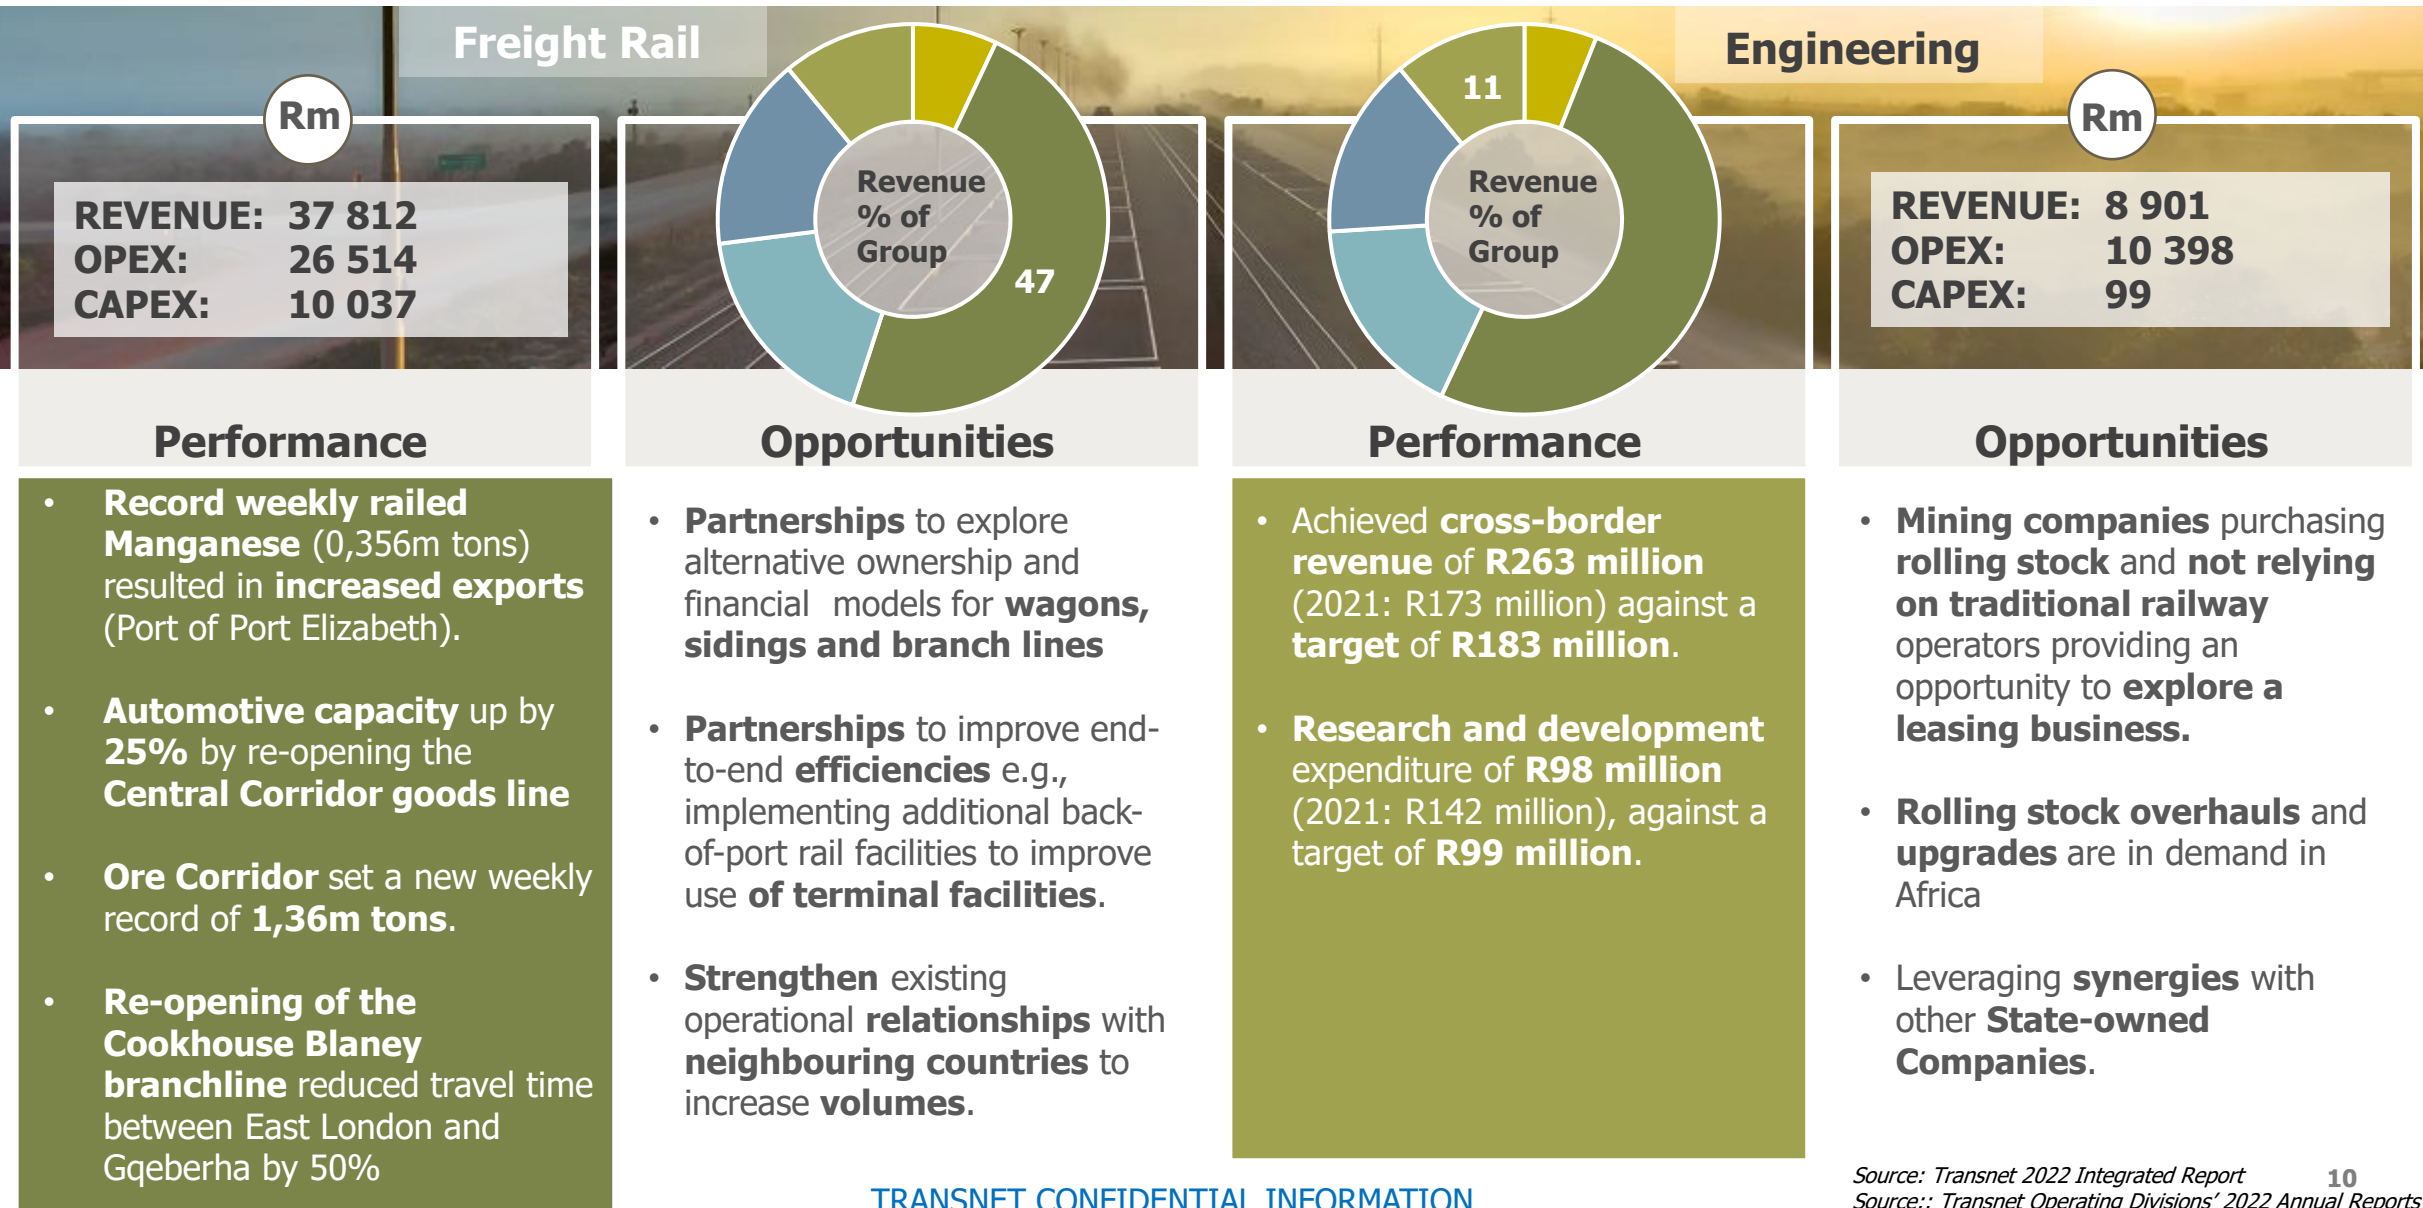 Freight Rail
Rm
REVENUE: 37 812
OPEX: 26 514
CAPEX: 10 037
Revenue
% of
Group
47
Performance
• Record weekly railed
Manganese (0,356m tons)
resulted in increased exports
(Port of Port Elizabeth).
• Automotive capacity up by
25% by re-opening the
Central Corridor goods line
• Ore Corridor set a new weekly
record of 1,36m tons.
• Re-opening of the
Cookhouse Blaney
branchline reduced travel time
between East London and
Gqeberha by 50%
Opportunities
• Partnerships to explore
alternative ownership and
financial models for wagons,
sidings and branch lines
• Partnerships to improve end-
to-end efficiencies e.g.,
implementing additional back-
of-port rail facilities to improve
use of terminal facilities.
• Strengthen existing
operational relationships with
neighbouring countries to
increase volumes.
Engineering
11
Revenue
% of
Group
Rm
REVENUE: 8 901
OPEX: 10 398
CAPEX: 99
Performance
• Achieved cross-border
revenue of R263 million
(2021: R173 million) against a
target of R183 million.
• Research and development
expenditure of R98 million
(2021: R142 million), against a
target of R99 million.
Opportunities
• Mining companies purchasing
rolling stock and not relying
on traditional railway
operators providing an
opportunity to explore a
leasing business.
• Rolling stock overhauls and
upgrades are in demand in
Africa
• Leveraging synergies with
other State-owned
Companies.
TRANSNET CONFIDENTIAL INFORMATION
Source: Transnet 2022 Integrated Report
10
Source:: Transnet Operating Divisions’ 2022 Annual Reports